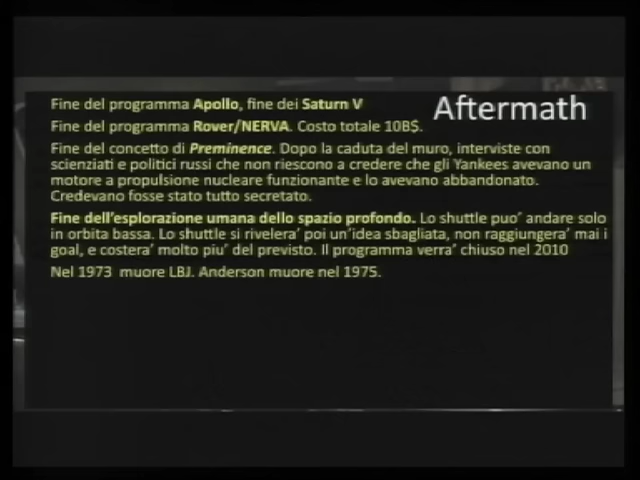 Aftermath
Fine del programma Apollo, fine dei Saturn V
Fine del programma Rover/NERVA. Costo totale 10B$.
Fine del concetto di Preminence. Dopo la caduta del muro, interviste con
scienziati e politici russi che non riescono a credere che gli Yankees avevano un
motore a propulsione nucleare funzionante e lo avevano abbandonato.
Credevano fosse stato tutto secretato.
Fine dell'esplorazione umana dello spazio profondo. Lo shuttle puo' andare solo
in orbita bassa. Lo shuttle si rivelera' poi un'idea sbagliata, non raggiungera' mai i
goal, e costera' molto piu' del previsto. Il programma verra' chiuso nel 2010
Nel 1973 muore LBJ. Anderson muore nel 1975.